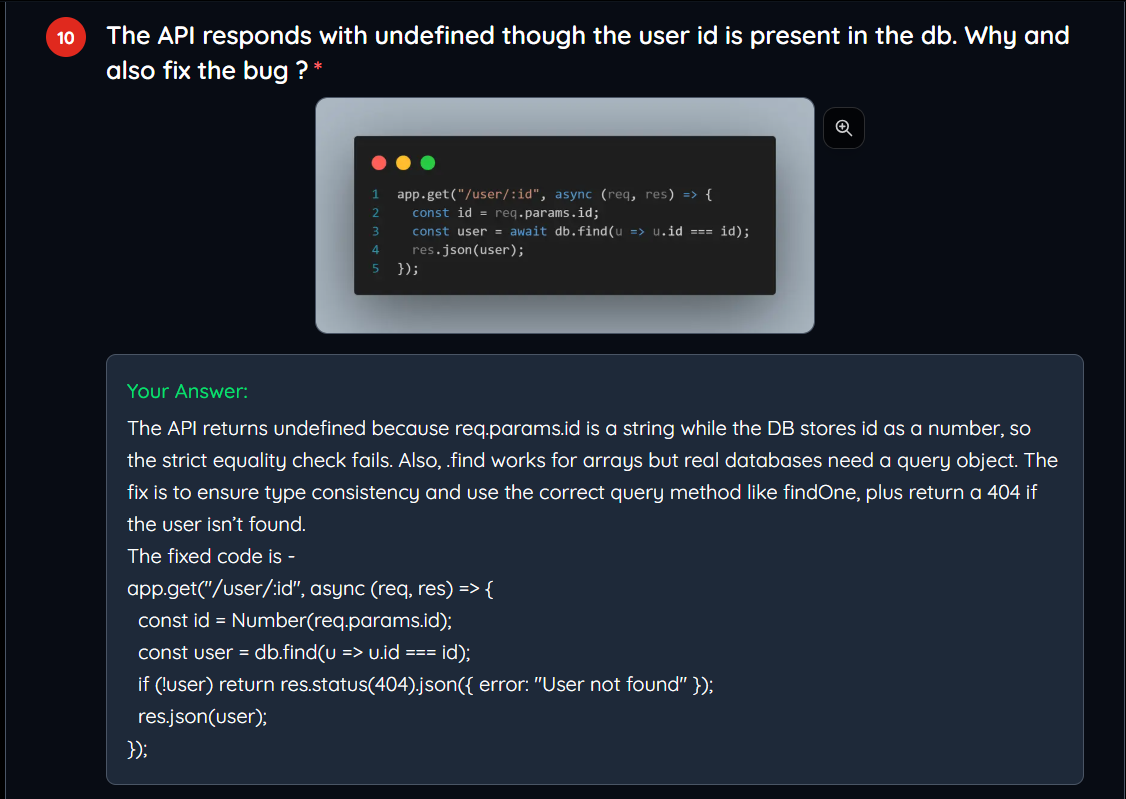 10
The API responds with undefined though the user id is present in the db. Why and
also fix the bug ? *
1 app.get("/user/:id", async (req, res) => {
2   const id = req.params.id;
3   const user = await db.find(u => u.id === id);
4   res.json(user);
5 });
Your Answer:
The API returns undefined because req.params.id is a string while the DB stores id as a number, so
the strict equality check fails. Also, .find works for arrays but real databases need a query object. The
fix is to ensure type consistency and use the correct query method like findOne, plus return a 404 if
the user isn’t found.
The fixed code is -
app.get("/user/:id", async (req, res) => {
  const id = Number(req.params.id);
  const user = db.find(u => u.id === id);
  if (!user) return res.status(404).json({ error: "User not found" });
  res.json(user);
});